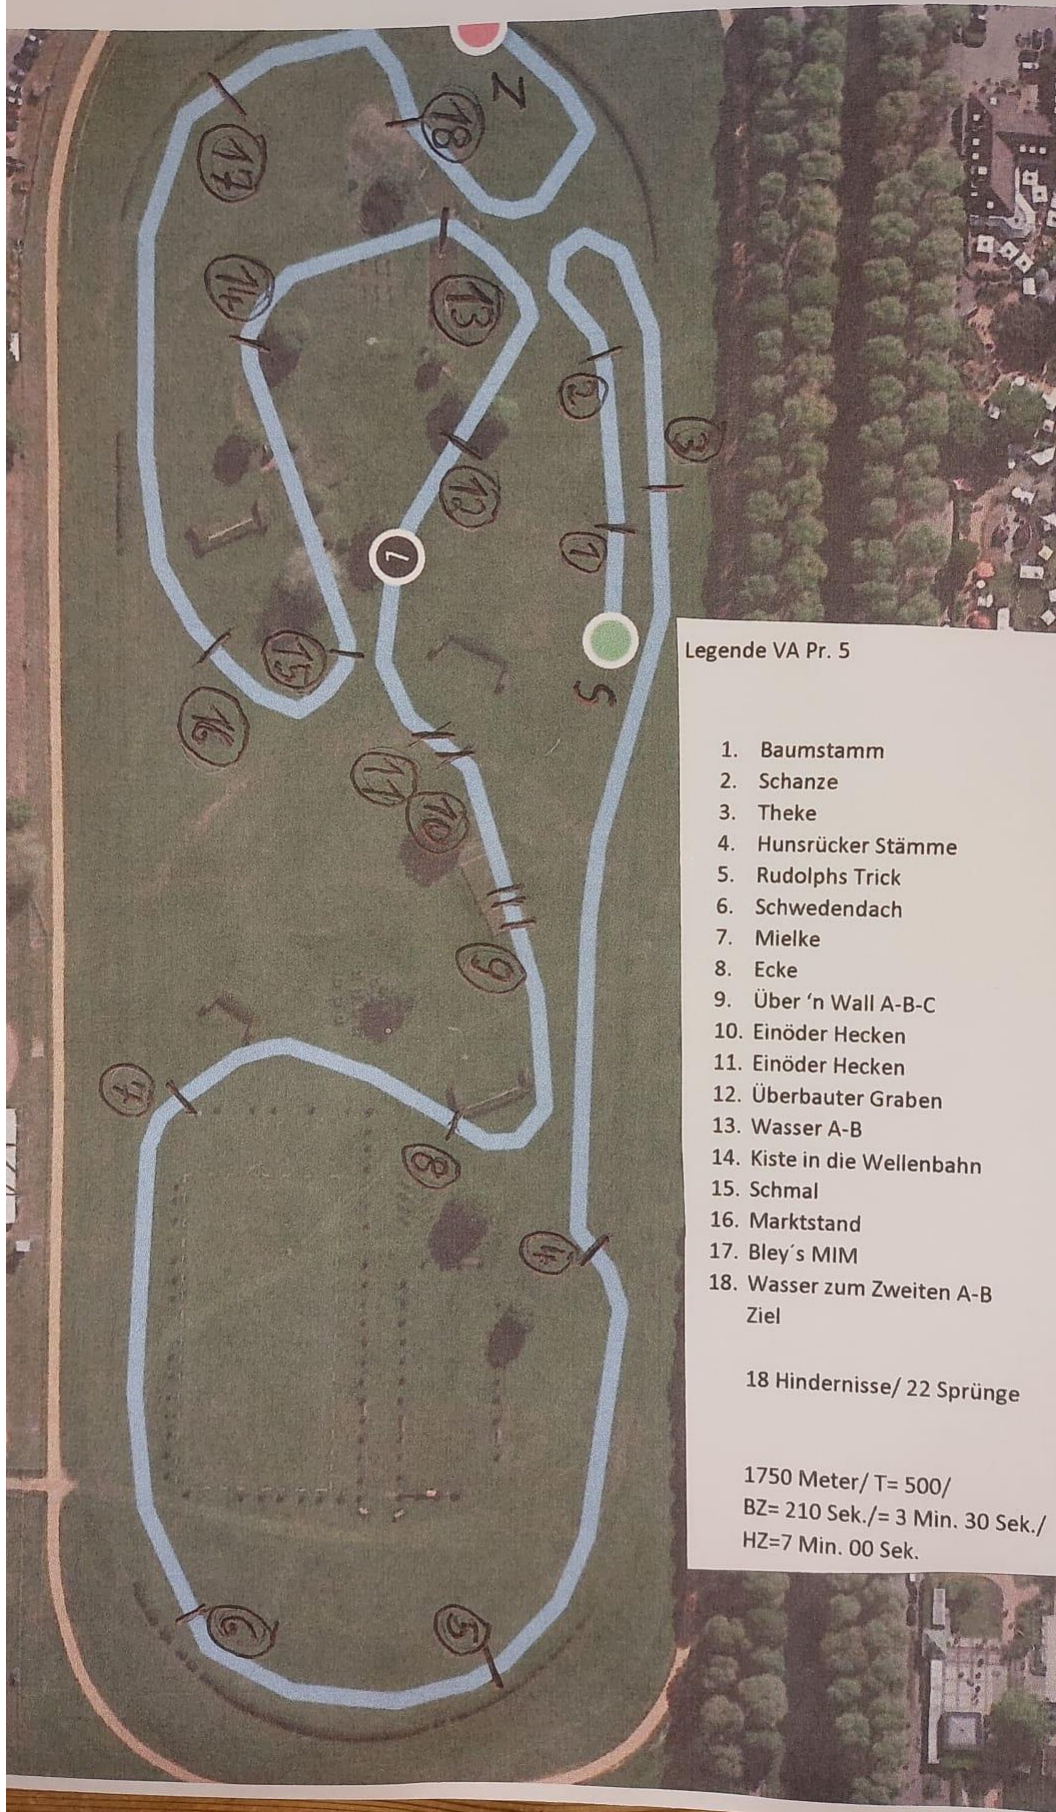 Z
18
17
14
13
2
3
12
1
1
S
15
16
11
10
9
7
8
4
6
5
Legende VA Pr. 5
1. Baumstamm
2. Schanze
3. Theke
4. Hunsrücker Stämme
5. Rudolphs Trick
6. Schwedendach
7. Mielke
8. Ecke
9. Über ‘n Wall A-B-C
10. Einöder Hecken
11. Einöder Hecken
12. Überbauter Graben
13. Wasser A-B
14. Kiste in die Wellenbahn
15. Schmal
16. Marktstand
17. Bley´s MIM
18. Wasser zum Zweiten A-B
Ziel
18 Hindernisse/ 22 Sprünge
1750 Meter/ T= 500/
BZ= 210 Sek./= 3 Min. 30 Sek./
HZ=7 Min. 00 Sek.